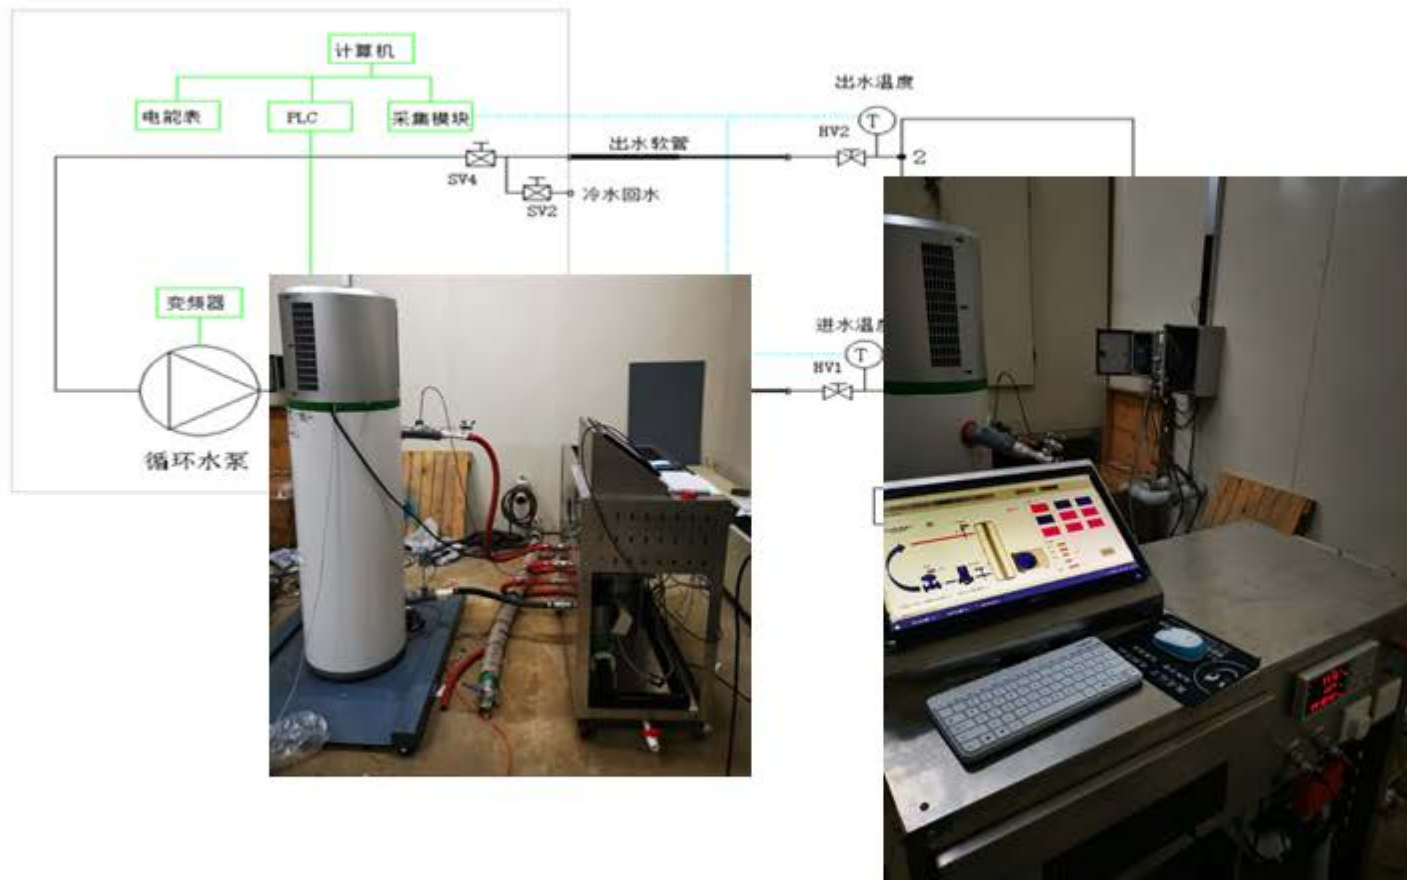 计算机
出水温度
电能表
PLC
采集模块
T
HV2
出水软管
2
SV4
冷水回水
SV2
变频器
进水温度
T
HV1
循环水泵